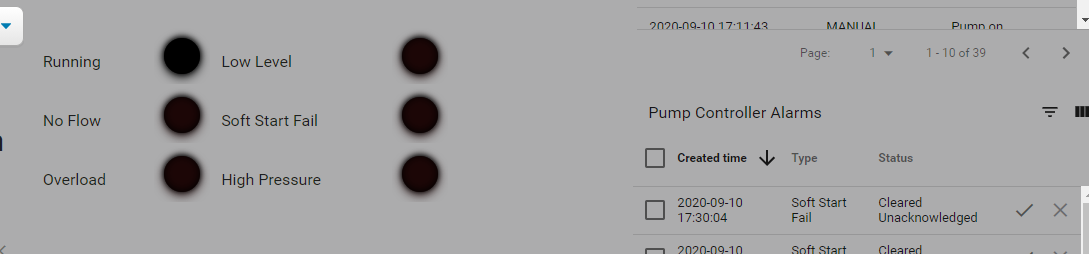 2020-09-10 17:11:43 MANUAL Pump on
Page: 1 1 - 10 of 39
Running Low Level
No Flow Soft Start Fail
Overload High Pressure
Pump Controller Alarms
Created time Type Status
2020-09-10 Soft Start Cleared
17:30:04 Fail Unacknowledged
2020-09-10 Soft Start Cleared